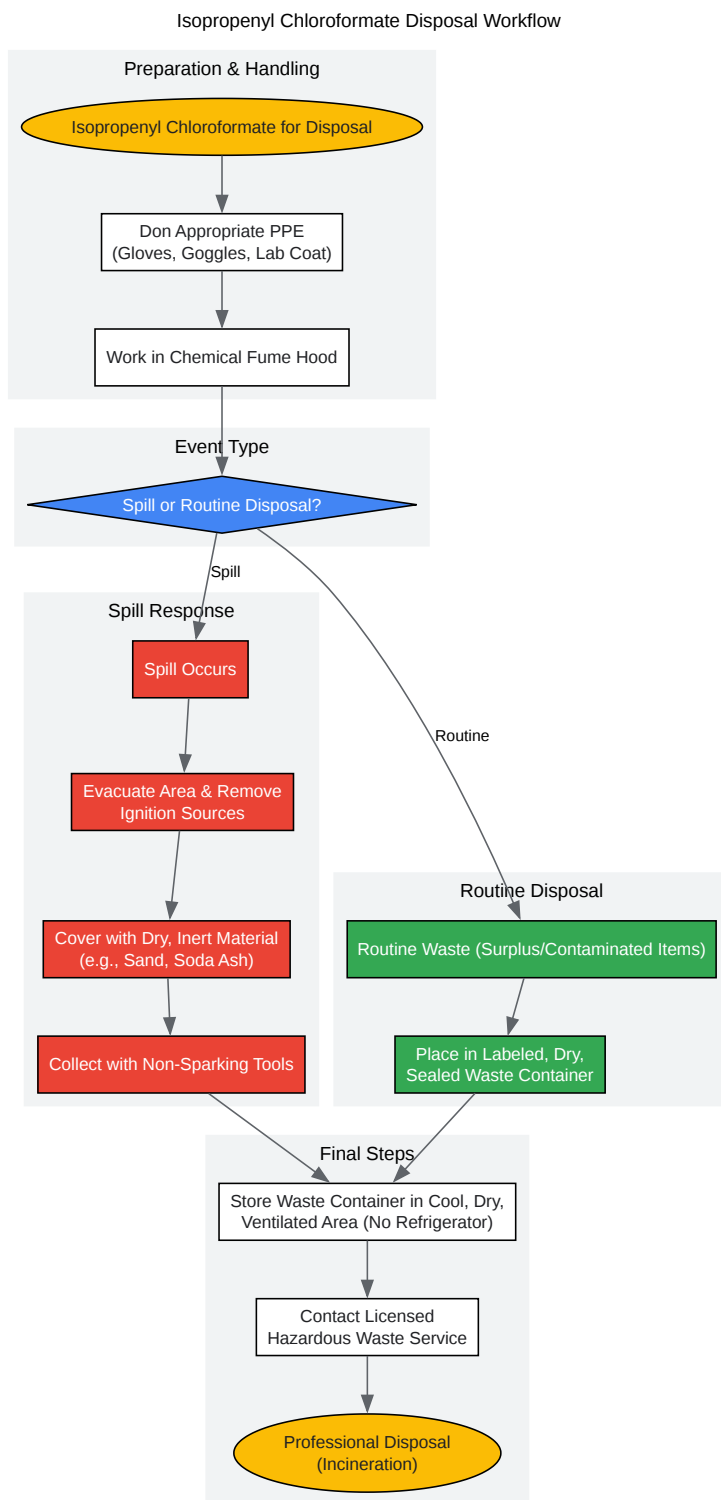 Isopropenyl Chloroformate Disposal Workflow
Preparation & Handling
Isopropenyl Chloroformate for Disposal
Don Appropriate PPE
(Gloves, Goggles, Lab Coat)
Work in Chemical Fume Hood
Event Type
Spill or Routine Disposal?
Spill
Spill Response
Spill Occurs
Evacuate Area & Remove
Ignition Sources
Cover with Dry, Inert Material
(e.g., Sand, Soda Ash)
Collect with Non-Sparking Tools
Routine
Routine Disposal
Routine Waste (Surplus/Contaminated Items)
Place in Labeled, Dry,
Sealed Waste Container
Final Steps
Store Waste Container in Cool, Dry,
Ventilated Area (No Refrigerator)
Contact Licensed
Hazardous Waste Service
Professional Disposal
(Incineration)